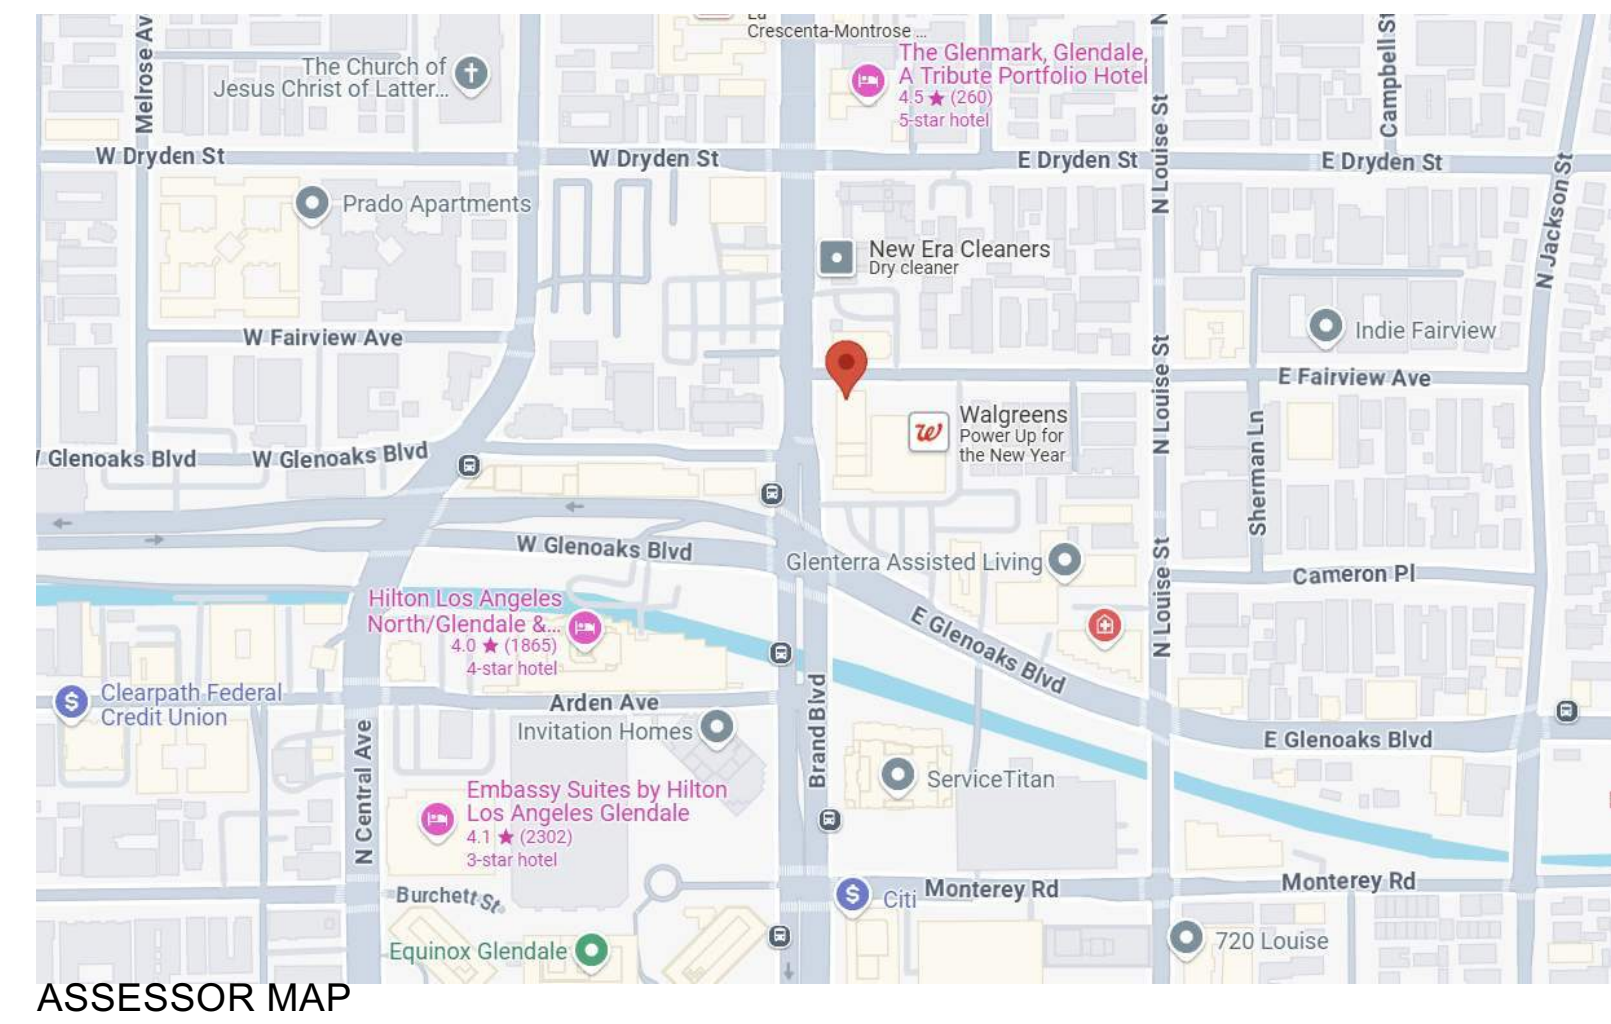 La
Crescenta-Montrose ...
Melrose Av
The Church of
Jesus Christ of Latter...
The Glenmark, Glendale,
A Tribute Portfolio Hotel
4.5 ★ (260)
5-star hotel
N Louise St
Campbell St
W Dryden St
W Dryden St
E Dryden St
E Dryden St
N Jackson St
Prado Apartments
New Era Cleaners
Dry cleaner
W Fairview Ave
Indie Fairview
E Fairview Ave
N Louise St
Walgreens
Power Up for
the New Year
Glenoaks Blvd
W Glenoaks Blvd
Sherman Ln
W Glenoaks Blvd
Glenterra Assisted Living
N Louise St
Cameron Pl
Hilton Los Angeles
North/Glendale &...
4.0 ★ (1865)
4-star hotel
E Glenoaks Blvd
Clearpath Federal
Credit Union
Arden Ave
Invitation Homes
Brand Blvd
E Glenoaks Blvd
N Central Ave
ServiceTitan
Embassy Suites by Hilton
Los Angeles Glendale
4.1 ★ (2302)
3-star hotel
Burchett St
Citi
Monterey Rd
Monterey Rd
Equinox Glendale
720 Louise
ASSESSOR MAP